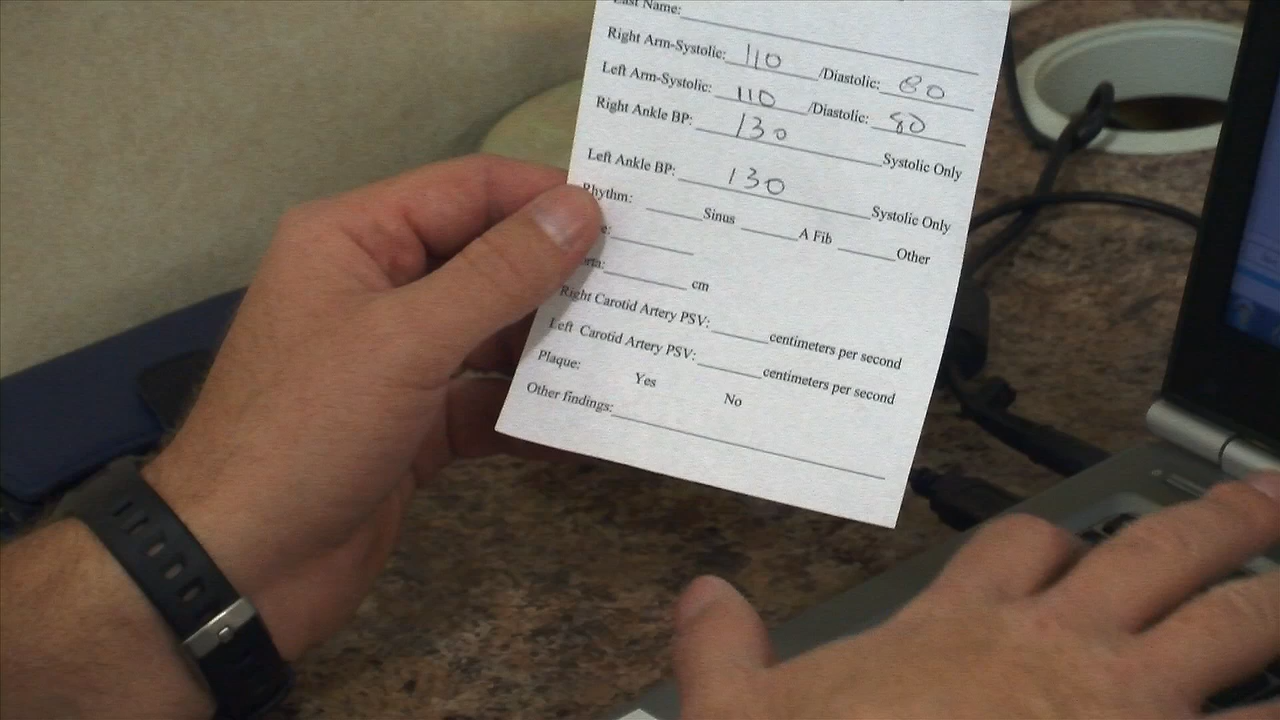 Last Name:
Right Arm-Systolic: 110 /Diastolic: 80
Left Arm-Systolic: 110 /Diastolic: 80
Right Ankle BP: 130 Systolic Only
Left Ankle BP: 130 Systolic Only
Rhythm: Sinus A Fib Other
e:
rta: cm
Right Carotid Artery PSV: centimeters per second
Left Carotid Artery PSV: centimeters per second
Plaque: Yes No
Other findings: